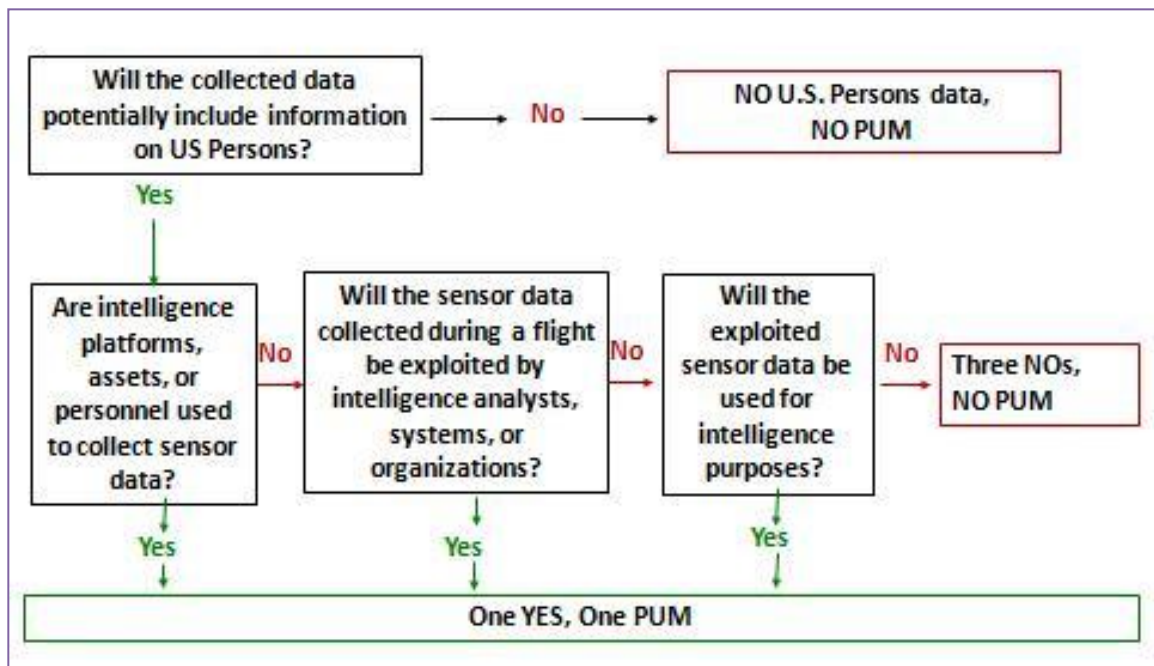 Will the collected data
potentially include information
on US Persons?
No
NO U.S. Persons data,
NO PUM
Yes
Are intelligence
platforms,
assets, or
personnel used
to collect sensor
data?
No
Will the sensor data
collected during a flight
be exploited by
intelligence analysts,
systems, or
organizations?
No
Will the
exploited
sensor data be
used for
intelligence
purposes?
No
Three NOs,
NO PUM
Yes
Yes
Yes
One YES, One PUM